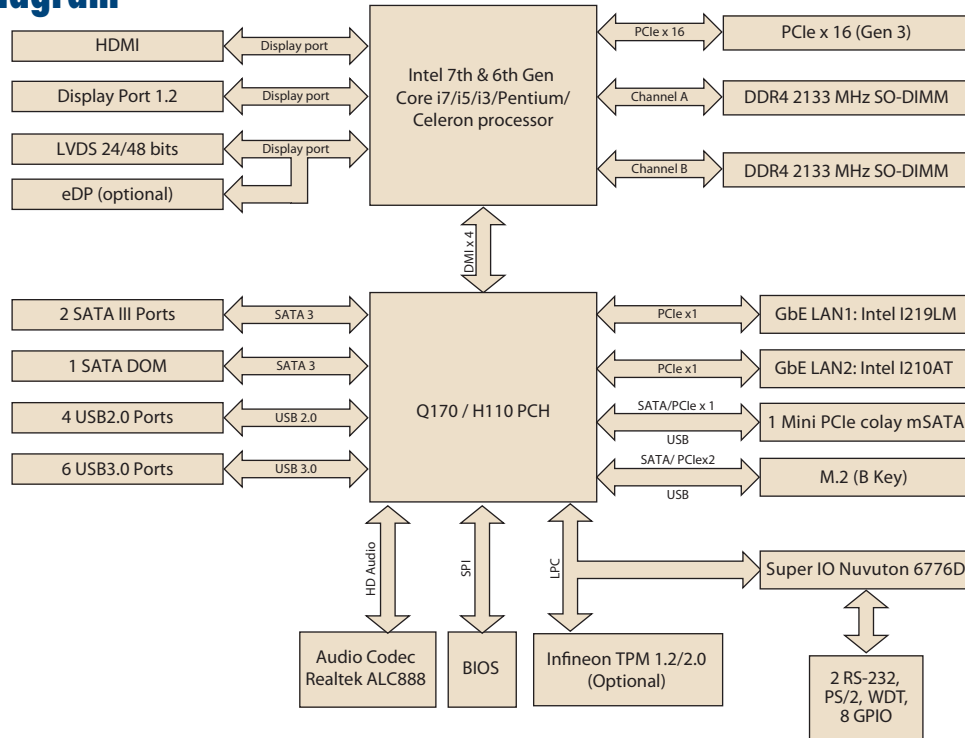 HDMI
Display port
Display Port 1.2
Display port
LVDS 24/48 bits
Display port
eDP (optional)
Intel 7th & 6th Gen
Core i7/i5/i3/Pentium/
Celeron processor
PCIe x 16
PCIe x 16 (Gen 3)
Channel A
DDR4 2133 MHz SO-DIMM
Channel B
DDR4 2133 MHz SO-DIMM
DMI x 4
2 SATA III Ports
SATA 3
1 SATA DOM
SATA 3
4 USB2.0 Ports
USB 2.0
6 USB3.0 Ports
USB 3.0
Q170 / H110 PCH
PCIe x1
GbE LAN1: Intel I219LM
PCIe x1
GbE LAN2: Intel I210AT
SATA/PCIe x 1
USB
1 Mini PCIe colay mSATA
SATA/ PCIex2
USB
M.2 (B Key)
HD Audio
SPI
LPC
Super IO Nuvuton 6776D
Audio Codec
Realtek ALC888
BIOS
Infineon TPM 1.2/2.0
(Optional)
2 RS-232,
PS/2, WDT,
8 GPIO